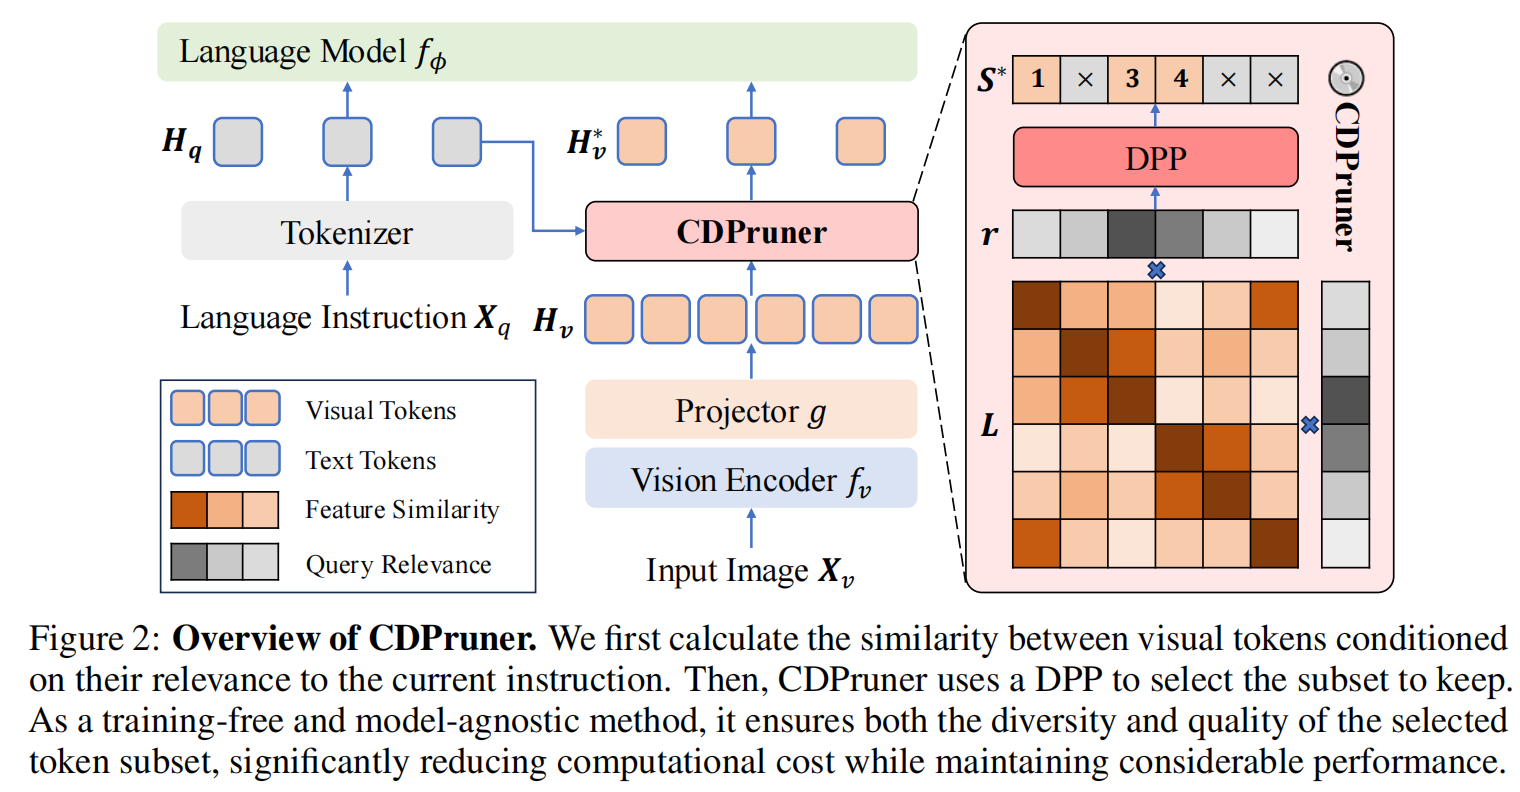 Language Model f_ϕ
H_q
H_v^*
Tokenizer
CDPruner
Language Instruction X_q
H_v
Projector g
Vision Encoder f_v
Input Image X_v
Visual Tokens
Text Tokens
Feature Similarity
Query Relevance
S^* 1 × 3 4 × ×
DPP
r
L
CDPruner
Figure 2: Overview of CDPruner. We first calculate the similarity between visual tokens conditioned
on their relevance to the current instruction. Then, CDPruner uses a DPP to select the subset to keep.
As a training-free and model-agnostic method, it ensures both the diversity and quality of the selected
token subset, significantly reducing computational cost while maintaining considerable performance.